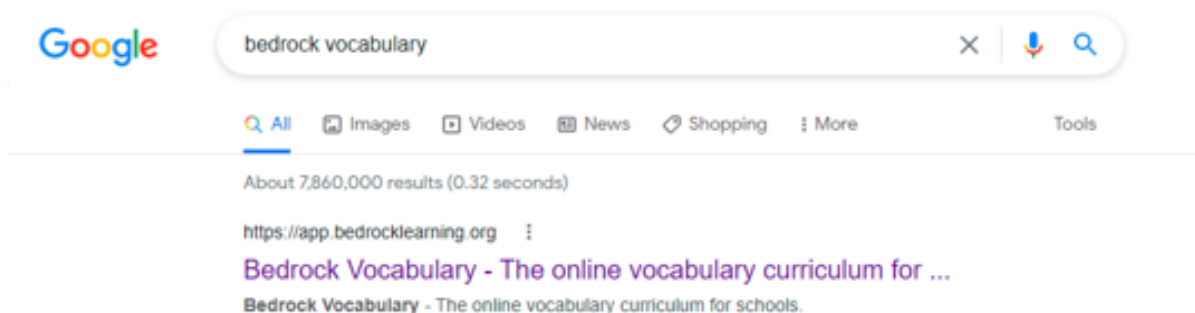 Google
bedrock vocabulary
All Images Videos News Shopping More Tools
About 7,860,000 results (0.32 seconds)
https://app.bedrocklearning.org
Bedrock Vocabulary - The online vocabulary curriculum for ...
Bedrock Vocabulary - The online vocabulary curriculum for schools.